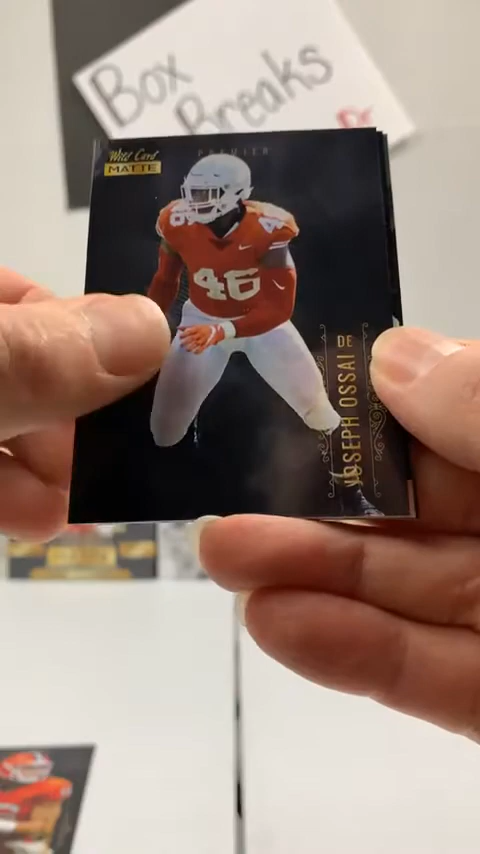 Box
Breaks
Wild Card
MATTE
PREMIER
46
46
JOSEPH OSSAI DE